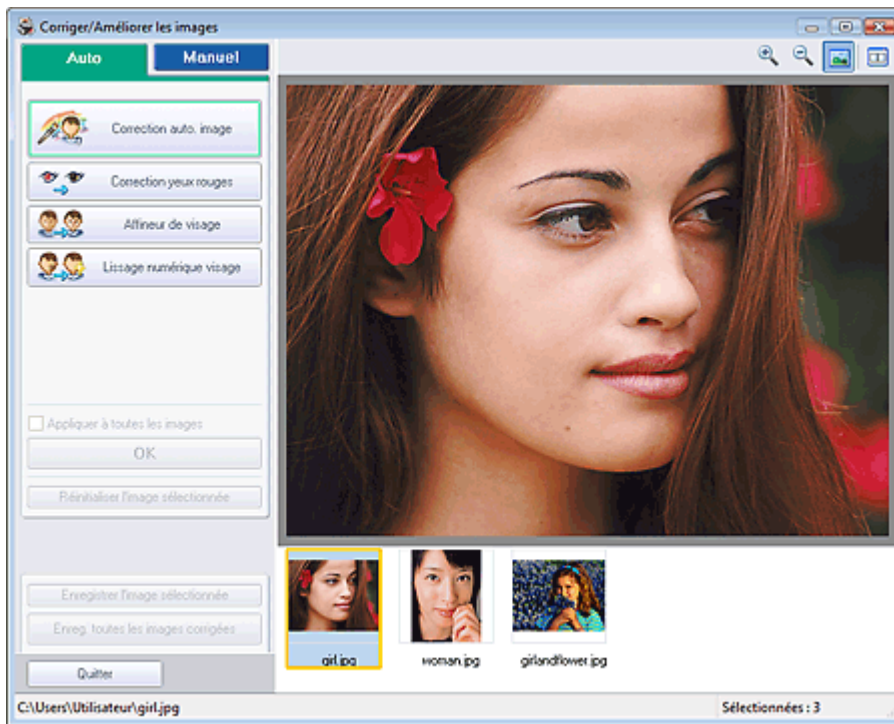 Corriger/Améliorer les images
Auto
Manuel
Correction auto. image
Correction yeux rouges
Affineur de visage
Lissage numérique visage
Appliquer à toutes les images
OK
Réinitialiser l'image sélectionnée
Enregistrer l'image sélectionnée
Enreg. toutes les images corrigées
Quitter
girl.jpg
woman.jpg
girlandflower.jpg
C:\Users\Utilisateur\girl.jpg
Sélectionnées : 3